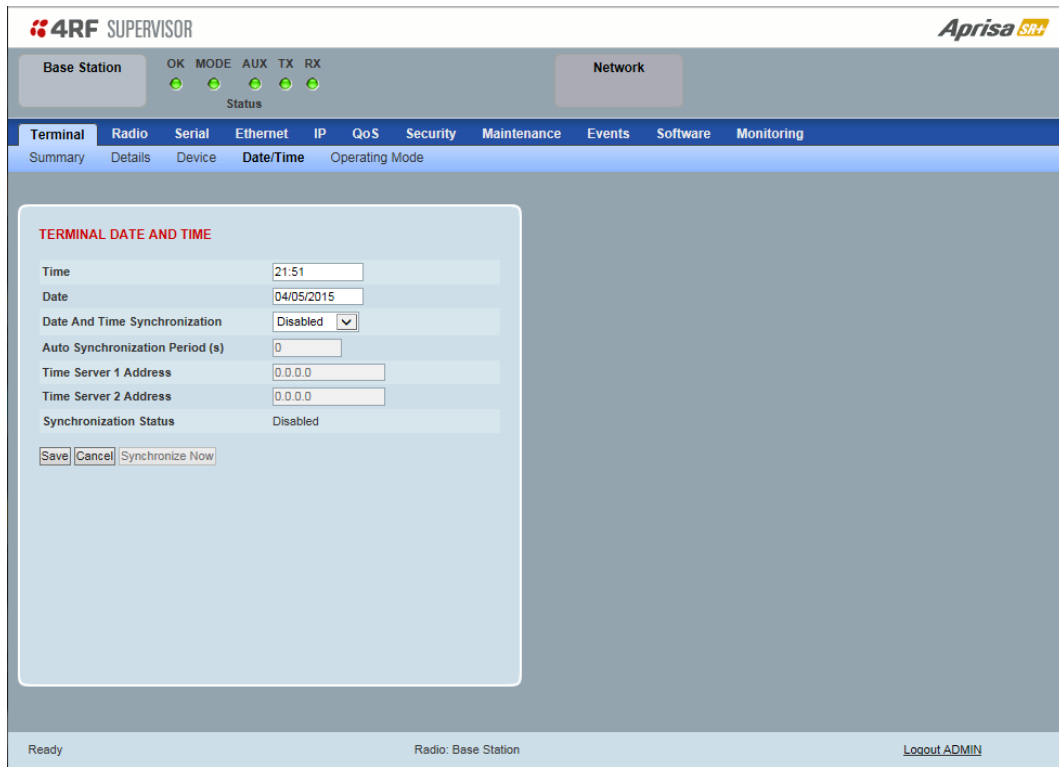 4RF SUPERVISOR
Aprisa SR+
Base Station
OK MODE AUX TX RX
Status
Network
Terminal Radio Serial Ethernet IP QoS Security Maintenance Events Software Monitoring
Summary Details Device Date/Time Operating Mode
TERMINAL DATE AND TIME
Time 21:51
Date 04/05/2015
Date And Time Synchronization Disabled
Auto Synchronization Period (s) 0
Time Server 1 Address 0.0.0.0
Time Server 2 Address 0.0.0.0
Synchronization Status Disabled
Save Cancel Synchronize Now
Ready Radio: Base Station Logout ADMIN